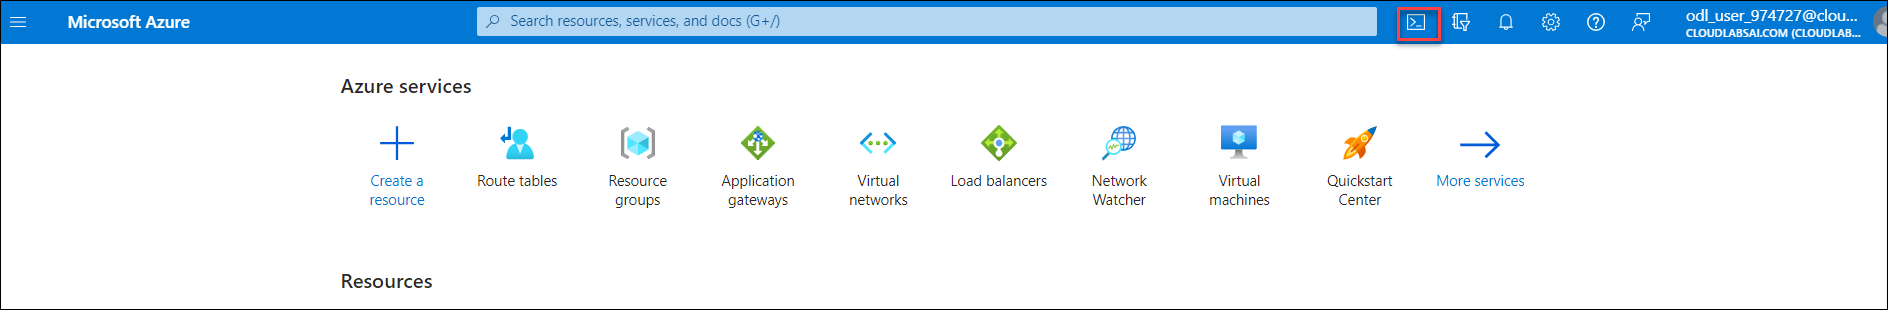 Microsoft Azure
Search resources, services, and docs (G+/)
odl_user_974727@clou...
CLOUDLABSAI.COM (CLOUDLAB...
Azure services
Create a
resource
Route tables
Resource
groups
Application
gateways
Virtual
networks
Load balancers
Network
Watcher
Virtual
machines
Quickstart
Center
More services
Resources